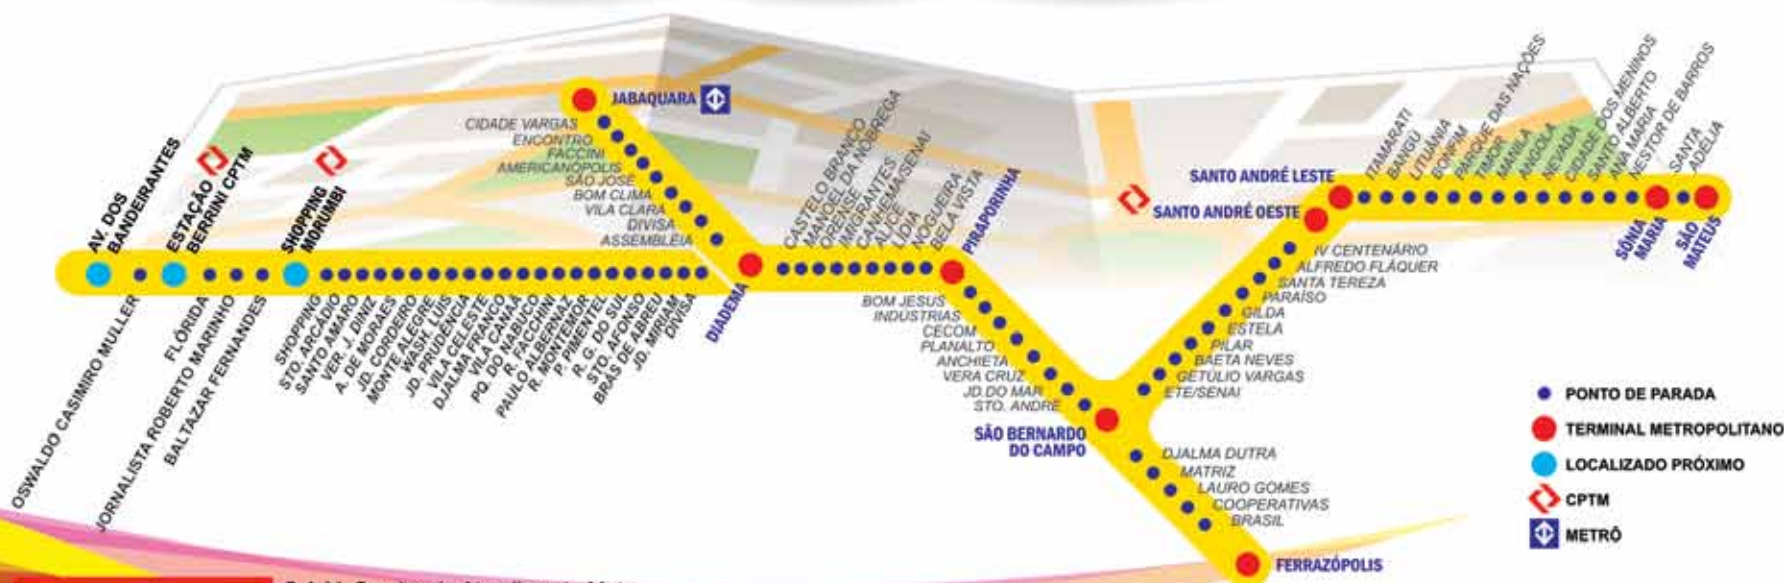 AV. DOS
BANDEIRANTES
ESTAÇÃO
BERRINI CPTM
SHOPPING
MORUMBI
OSWALDO CASIMIRO MULLER
FLÓRIDA
JORNALISTA ROBERTO MARINHO
BALTAZAR FERNANDES
SHOPPING
STO. ARCADIO
SANTO AMARO
VER. J. DINIZ
A. DE MORAES
JD. CORDEIRO
MONTE ALEGRE
WASH. LUIS
JD. PRUDÊNCIA
VILA CELESTE
DJALMA FRANCO
VILA CANAÃ
PQ. DO NABUCO
R. FACCHINI
PAULO ALBERNAZ
R. MONTEMOR
P. PIMENTEL
R. G. DO SUL
STO. AFONSO
BRÁS DE ABREU
JD. MIRIAM
DIVISA
JABAQUARA
CIDADE VARGAS
ENCONTRO
FACCINI
AMERICANÓPOLIS
SÃO JOSÉ
BOM CLIMA
VILA CLARA
DIVISA
ASSEMBLÉIA
DIADEMA
CASTELO BRANCO
MANOEL DA NÓBREGA
ORENSE
IMIGRANTES
CANHEMA/SENAI
ALICE
LÍDIA
NOGUEIRA
BELA VISTA
PIRAPORINHA
BOM JESUS
INDÚSTRIAS
CECOM
PLANALTO
ANCHIETA
VERA CRUZ
JD.DO MAR
STO. ANDRÉ
SÃO BERNARDO
DO CAMPO
DJALMA DUTRA
MATRIZ
LAURO GOMES
COOPERATIVAS
BRASIL
FERRAZÓPOLIS
SANTO ANDRÉ LESTE
SANTO ANDRÉ OESTE
IV CENTENÁRIO
ALFREDO FLÁQUER
SANTA TEREZA
PARAÍSO
GILDA
ESTELA
PILAR
BAETA NEVES
GETÚLIO VARGAS
ETE/SENAI
ITAMARATI
BANGÚ
LITUÂNIA
BONFIM
PARQUE DAS NAÇÕES
TIMOR
MANILA
ANGOLA
NEVADA
CIDADE DOS MENINOS
SANTO ALBERTO
ANA MARIA
NESTOR DE BARROS
SÔNIA
MARIA
SANTA
ADÉLIA
SÃO
MATEUS
PONTO DE PARADA
TERMINAL METROPOLITANO
LOCALIZADO PRÓXIMO
CPTM
METRÔ